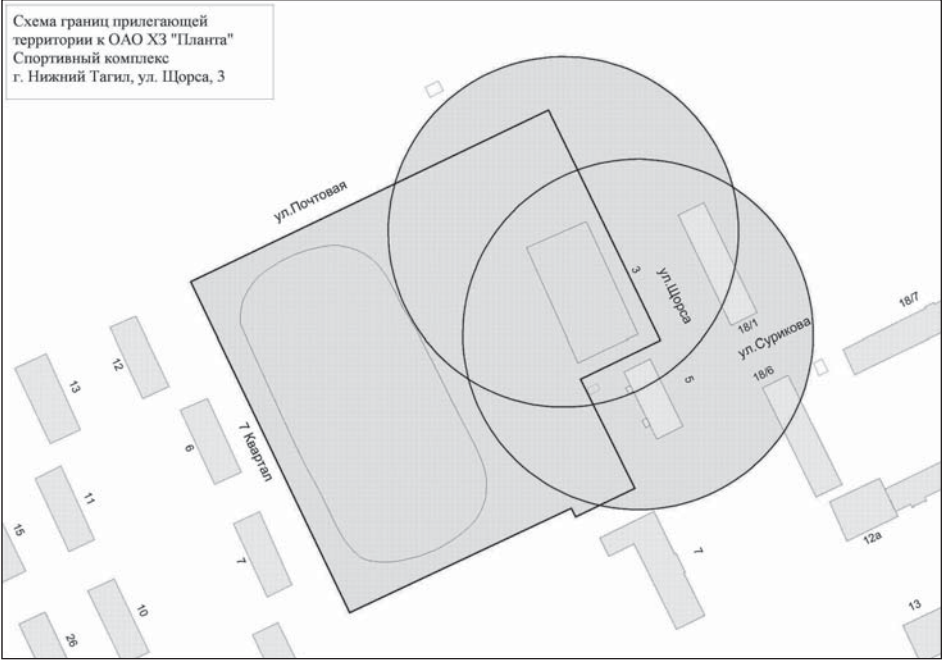 Схема границ прилегающей
территории к ОАО ХЗ "Планта"
Спортивный комплекс
г. Нижний Тагил, ул. Щорса, 3
ул.Почтовая
3
ул.Щорса
18/1
ул.Сурикова
18/7
18/6
5
12
13
6
7 Квартал
11
15
7
7
12а
10
26
13